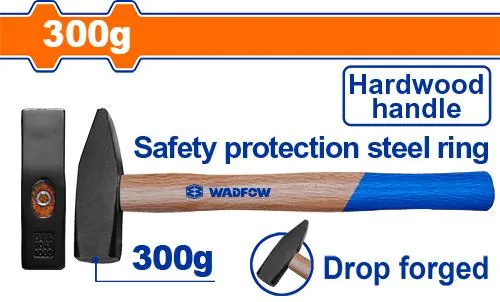 300g
Hardwood
handle
Safety protection steel ring
WADFOW
300g
Drop forged